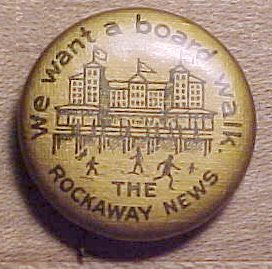 We want a board walk.
THE
ROCKAWAY NEWS